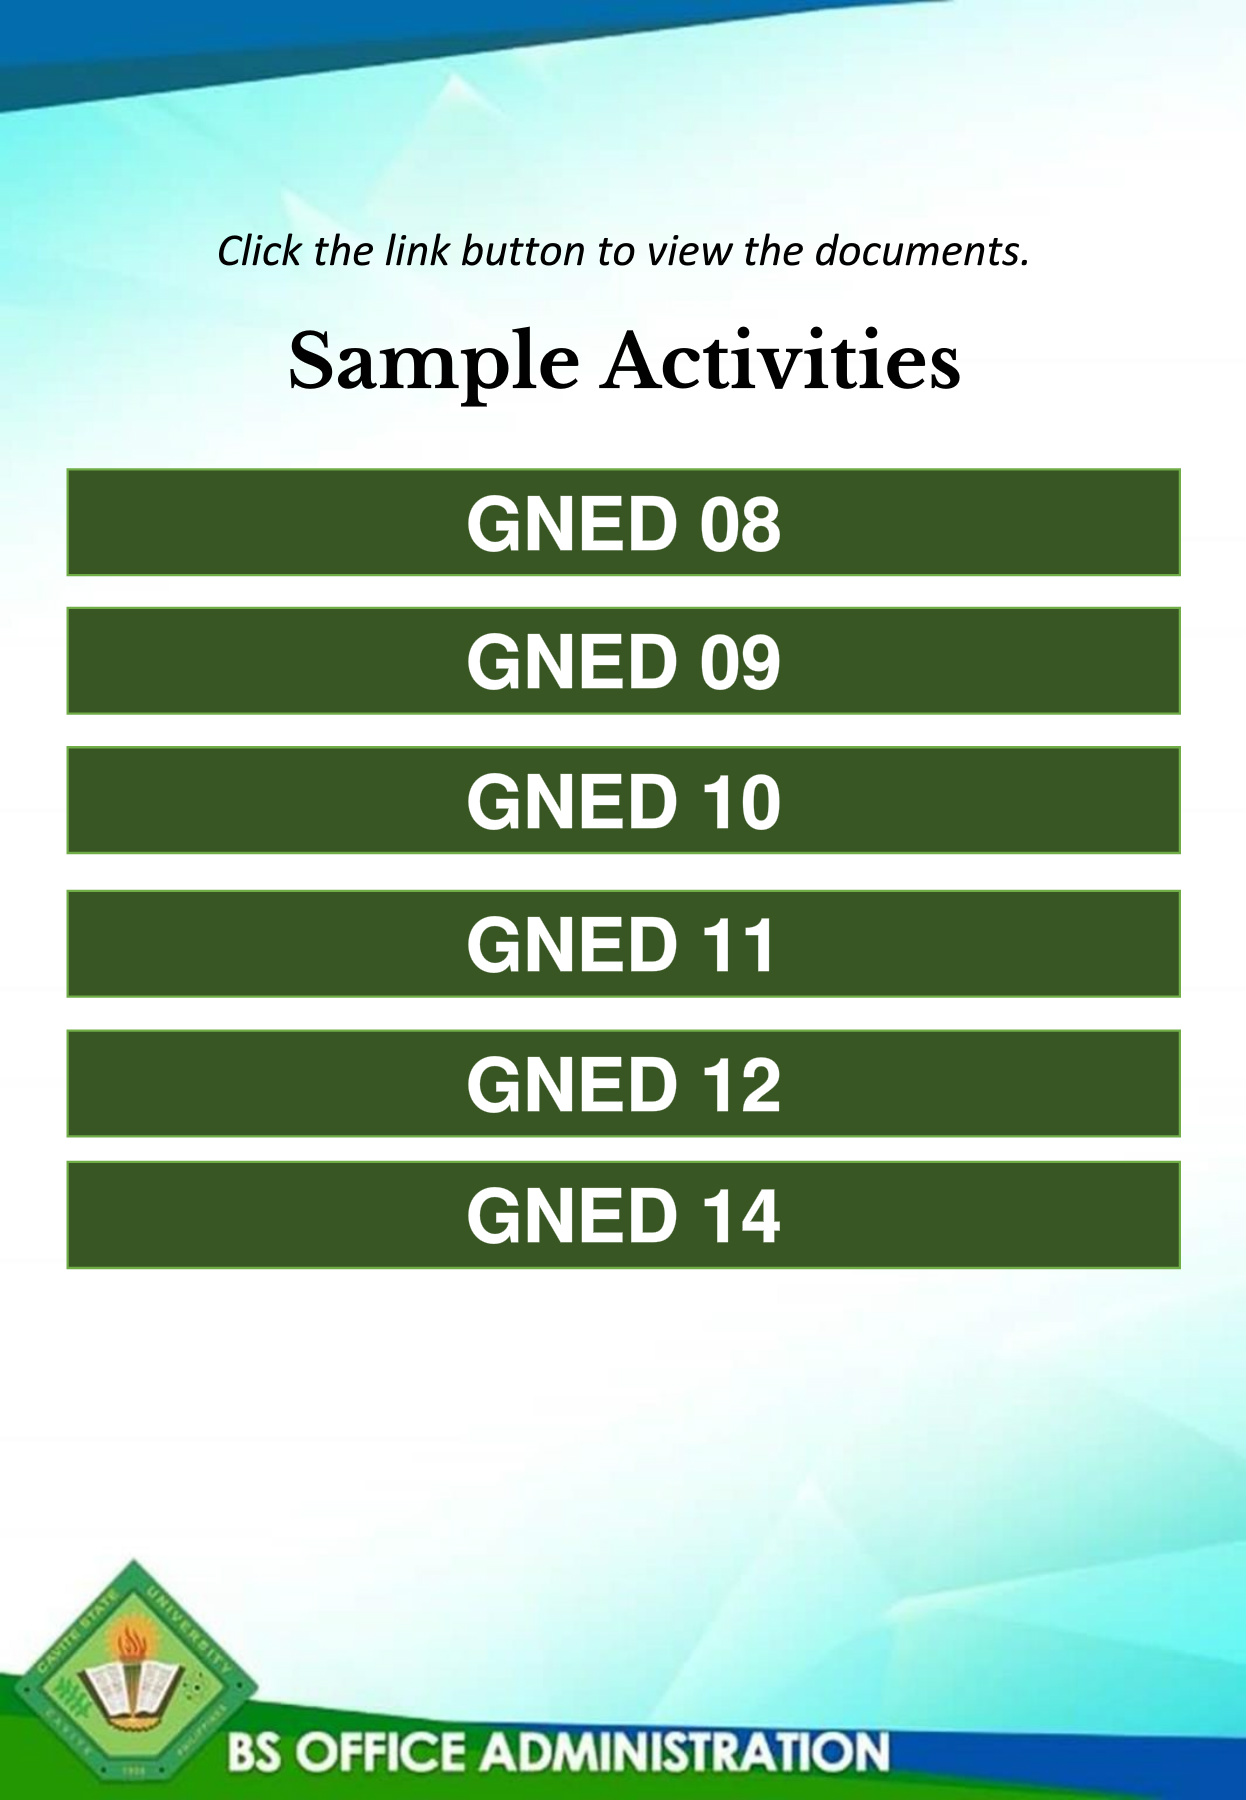 Click the link button to view the documents.
Sample Activities
GNED 08
GNED 09
GNED 10
GNED 11
GNED 12
GNED 14
CAVITE STATE UNIVERSITY
CAVITE
PHILIPPINES
BS OFFICE ADMINISTRATION